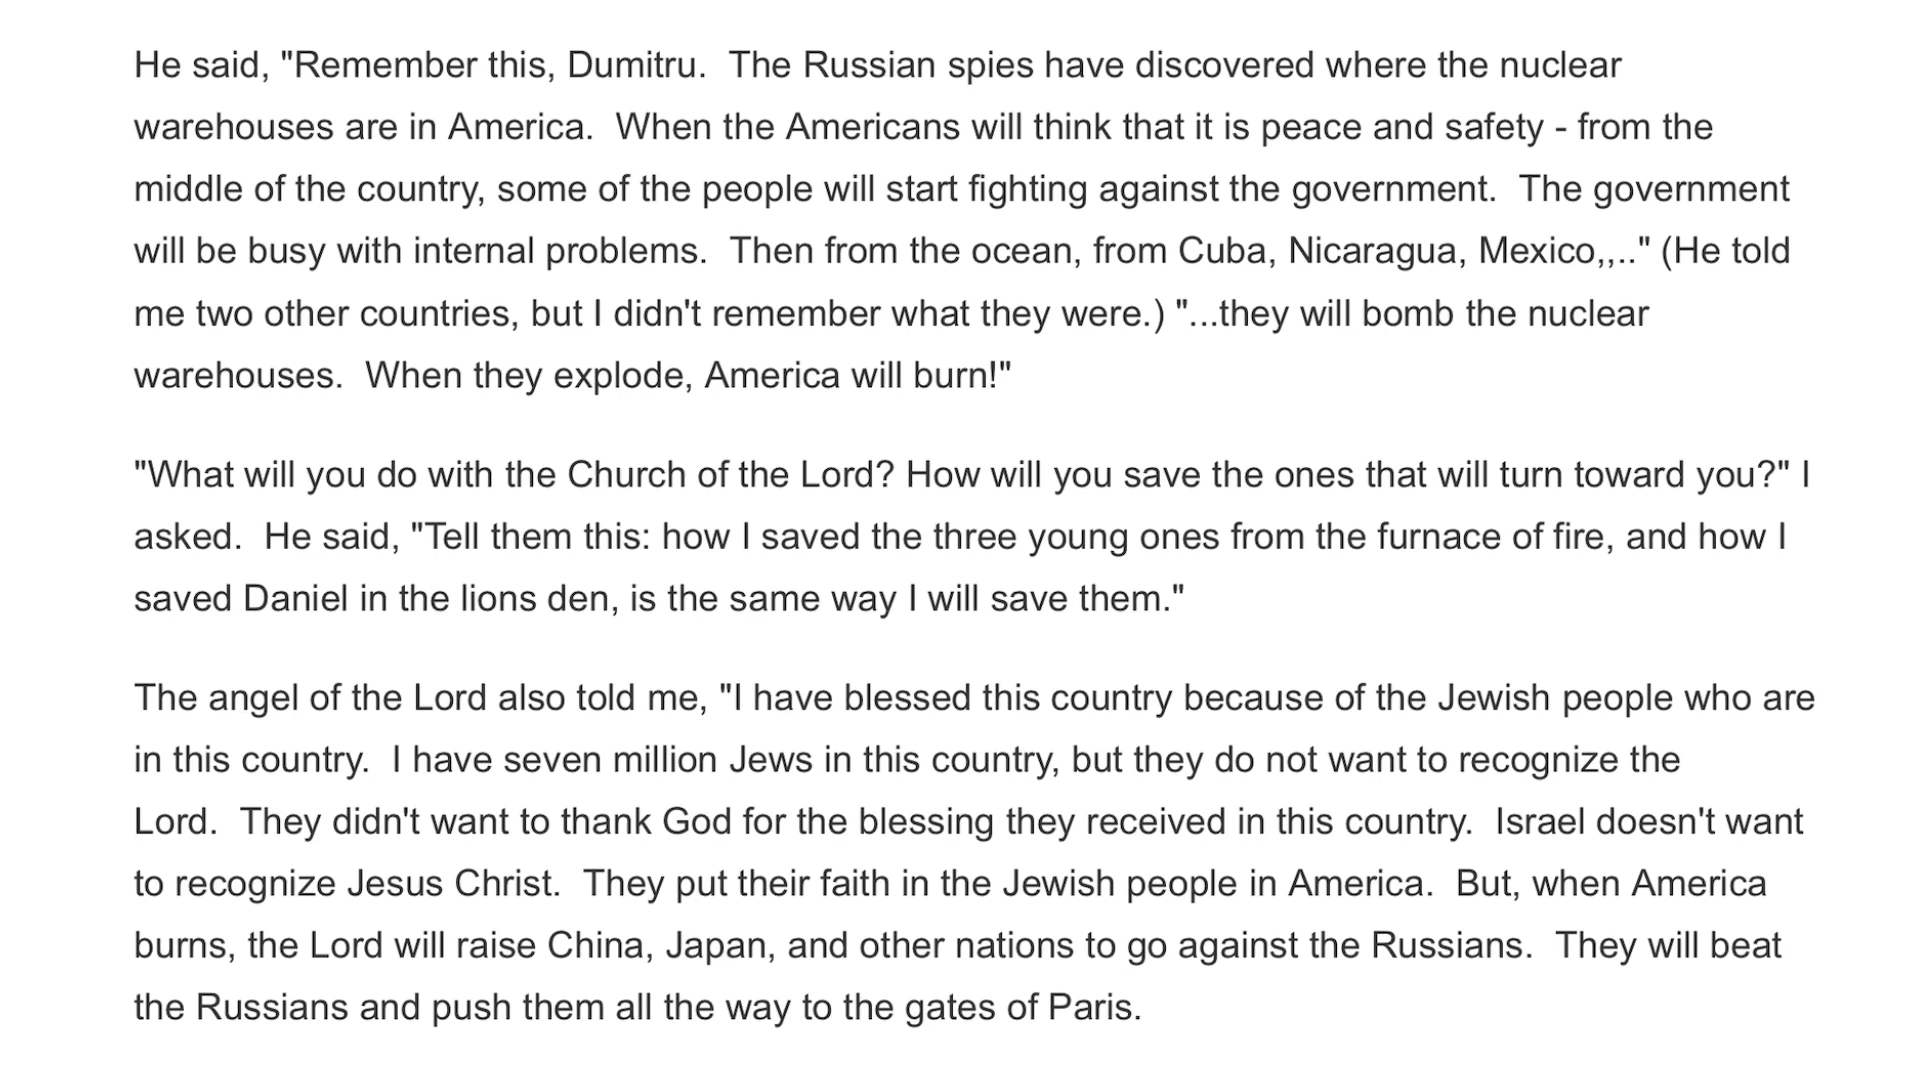 He said, "Remember this, Dumitru.  The Russian spies have discovered where the nuclear
warehouses are in America.  When the Americans will think that it is peace and safety - from the
middle of the country, some of the people will start fighting against the government.  The government
will be busy with internal problems.  Then from the ocean, from Cuba, Nicaragua, Mexico,,.." (He told
me two other countries, but I didn't remember what they were.) "...they will bomb the nuclear
warehouses.  When they explode, America will burn!"
"What will you do with the Church of the Lord? How will you save the ones that will turn toward you?" I
asked.  He said, "Tell them this: how I saved the three young ones from the furnace of fire, and how I
saved Daniel in the lions den, is the same way I will save them."
The angel of the Lord also told me, "I have blessed this country because of the Jewish people who are
in this country.  I have seven million Jews in this country, but they do not want to recognize the
Lord.  They didn't want to thank God for the blessing they received in this country.  Israel doesn't want
to recognize Jesus Christ.  They put their faith in the Jewish people in America.  But, when America
burns, the Lord will raise China, Japan, and other nations to go against the Russians.  They will beat
the Russians and push them all the way to the gates of Paris.